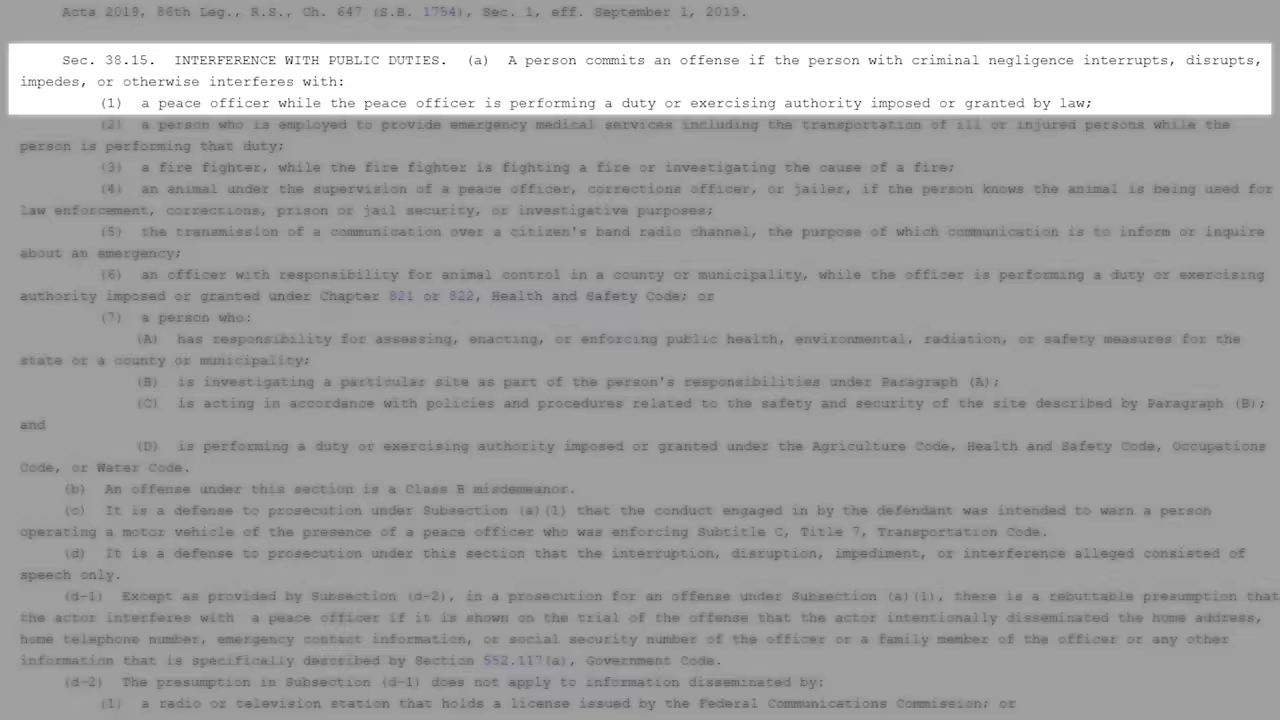 Acts 2019, 86th Leg., R.S., Ch. 647 (S.B. 1754), Sec. 1, eff. September 1, 2019.
Sec. 38.15. INTERFERENCE WITH PUBLIC DUTIES. (a) A person commits an offense if the person with criminal negligence interrupts, disrupts,
impedes, or otherwise interferes with:
(1) a peace officer while the peace officer is performing a duty or exercising authority imposed or granted by law;
(2) a person who is employed to provide emergency medical services including the transportation of ill or injured persons while the
person is performing that duty;
(3) a fire fighter, while the fire fighter is fighting a fire or investigating the cause of a fire;
(4) an animal under the supervision of a peace officer, corrections officer, or jailer, if the person knows the animal is being used for
law enforcement, corrections, prison or jail security, or investigative purposes;
(5) the transmission of a communication over a citizen's band radio channel, the purpose of which communication is to inform or inquire
about an emergency;
(6) an officer with responsibility for animal control in a county or municipality, while the officer is performing a duty or exercising
authority imposed or granted under Chapter 821 or 822, Health and Safety Code; or
(7) a person who:
(A) has responsibility for assessing, enacting, or enforcing public health, environmental, radiation, or safety measures for the
state or a county or municipality;
(B) is investigating a particular site as part of the person's responsibilities under Paragraph (A);
(C) is acting in accordance with policies and procedures related to the safety and security of the site described by Paragraph (B);
and
(D) is performing a duty or exercising authority imposed or granted under the Agriculture Code, Health and Safety Code, Occupations
Code, or Water Code.
(b) An offense under this section is a Class B misdemeanor.
(c) It is a defense to prosecution under Subsection (a)(1) that the conduct engaged in by the defendant was intended to warn a person
operating a motor vehicle of the presence of a peace officer who was enforcing Subtitle C, Title 7, Transportation Code.
(d) It is a defense to prosecution under this section that the interruption, disruption, impediment, or interference alleged consisted of
speech only.
(d-1) Except as provided by Subsection (d-2), in a prosecution for an offense under Subsection (a)(1), there is a rebuttable presumption that
the actor interferes with a peace officer if it is shown on the trial of the offense that the actor intentionally disseminated the home address,
home telephone number, emergency contact information, or social security number of the officer or a family member of the officer or any other
information that is specifically described by Section 552.117(a), Government Code.
(d-2) The presumption in Subsection (d-1) does not apply to information disseminated by:
(1) a radio or television station that holds a license issued by the Federal Communications Commission; or